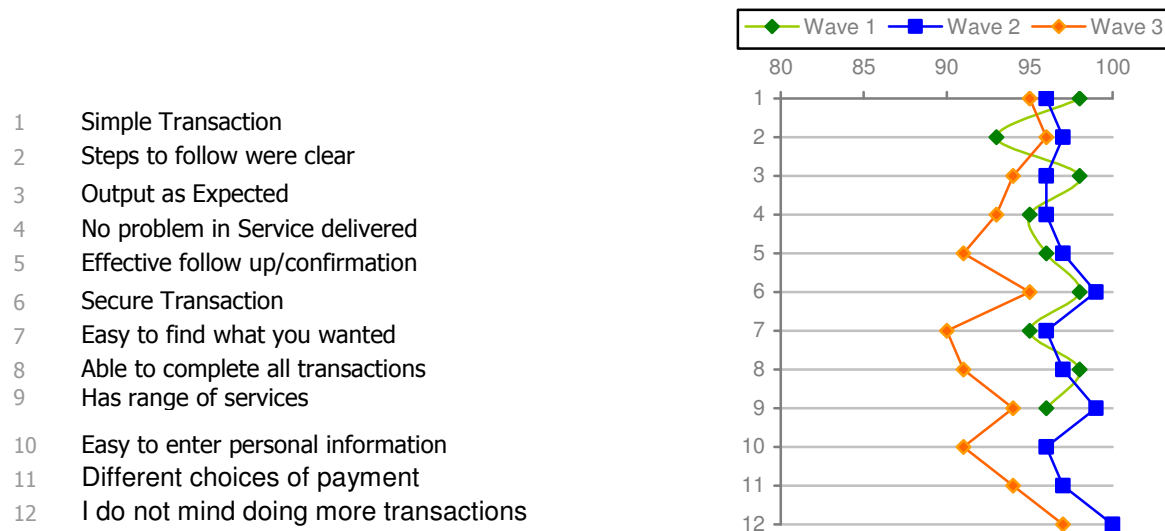 Wave 1 Wave 2 Wave 3
80 85 90 95 100
1 Simple Transaction
2 Steps to follow were clear
3 Output as Expected
4 No problem in Service delivered
5 Effective follow up/confirmation
6 Secure Transaction
7 Easy to find what you wanted
8 Able to complete all transactions
9 Has range of services
10 Easy to enter personal information
11 Different choices of payment
12 I do not mind doing more transactions
1
2
3
4
5
6
7
8
9
10
11
12